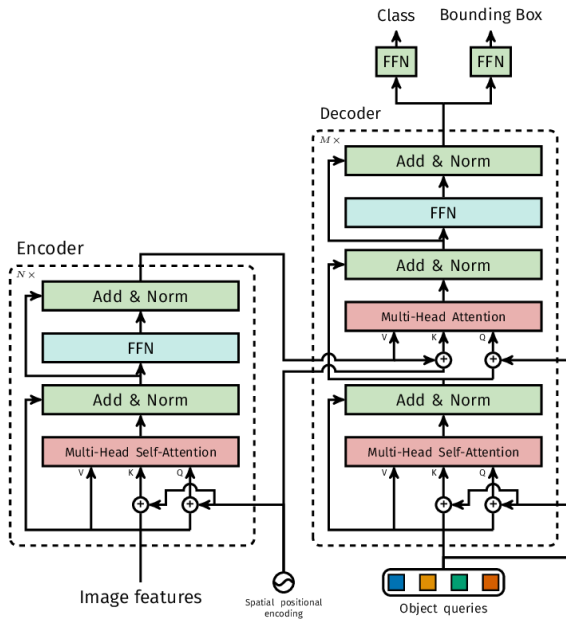 Class
Bounding Box
FFN
FFN
Decoder
M×
Add & Norm
FFN
Add & Norm
Multi-Head Attention
V
K
Q
Add & Norm
Multi-Head Self-Attention
V
K
Q
Object queries
Encoder
N×
Add & Norm
FFN
Add & Norm
Multi-Head Self-Attention
V
K
Q
Image features
Spatial positional
encoding